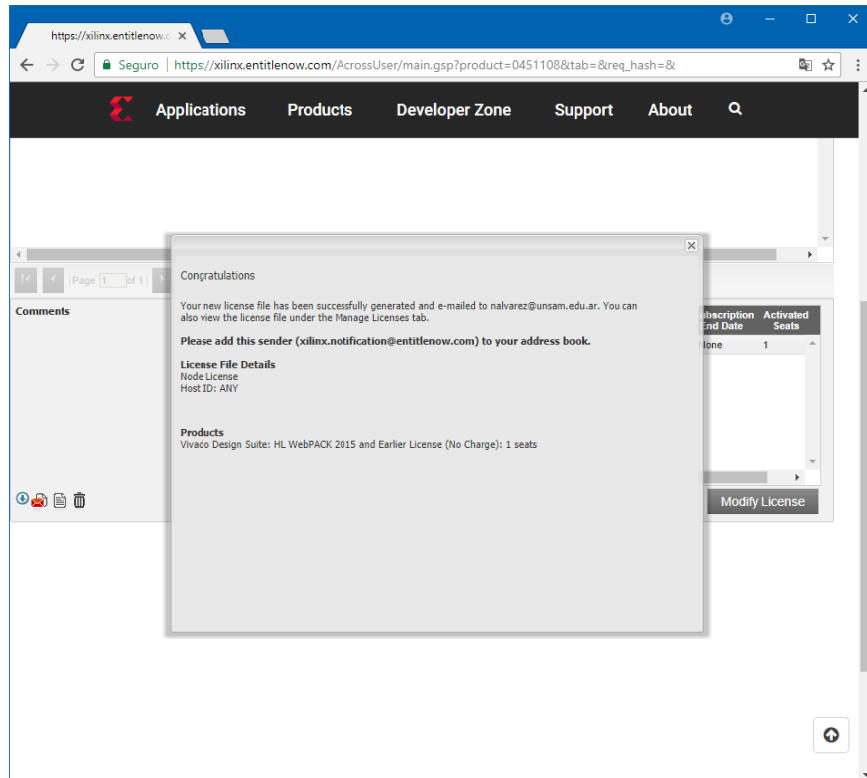 https://xilinx.entitlenow.c
Seguro | https://xilinx.entitlenow.com/AcrossUser/main.gsp?product=0451108&tab=&req_hash=&
Applications Products Developer Zone Support About
Page 1 of 1
Congratulations
Your new license file has been successfully generated and e-mailed to nalvarez@unsam.edu.ar. You can
also view the license file under the Manage Licenses tab.
Please add this sender (xilinx.notification@entitlenow.com) to your address book.
License File Details
Node License
Host ID: ANY
Products
Vivado Design Suite: HL WebPACK 2015 and Earlier License (No Charge): 1 seats
Comments
ubscription Activated
End Date Seats
None 1
Modify License